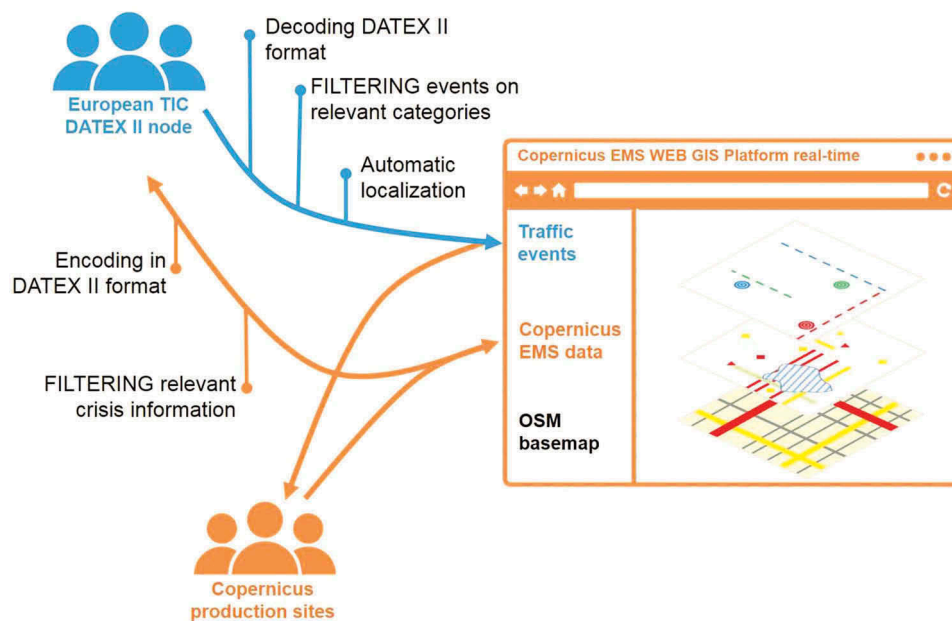 Decoding DATEX II
format
FILTERING events on
relevant categories
European TIC
DATEX II node
Automatic
localization
Encoding in
DATEX II format
FILTERING relevant
crisis information
Copernicus EMS WEB GIS Platform real-time
Traffic
events
Copernicus
EMS data
OSM
basemap
Copernicus
production sites